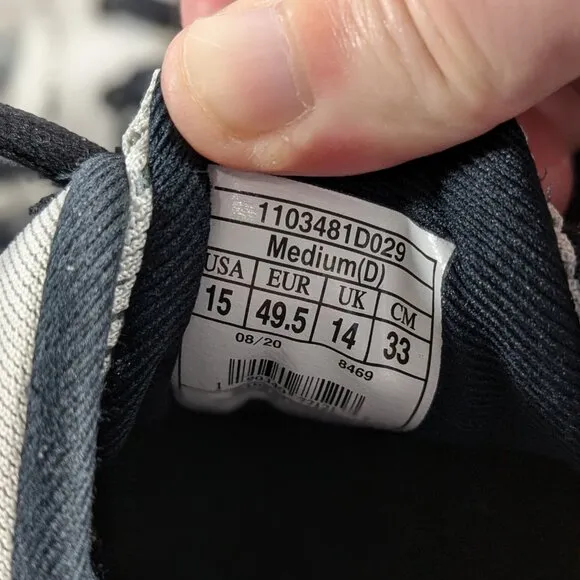 1103481D029
Medium(D)
USA EUR UK CM
15 49.5 14 33
08/20 8469